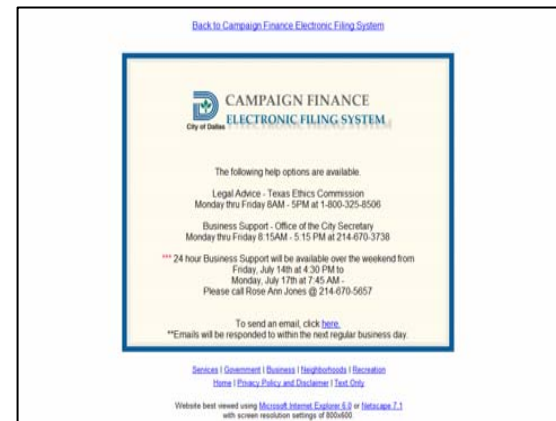 Back to Campaign Finance Electronic Filing System
CAMPAIGN FINANCE
City of Dallas ELECTRONIC FILING SYSTEM
The following help options are available.
Legal Advice - Texas Ethics Commission
Monday thru Friday 8AM - 5PM at 1-800-325-8506
Business Support - Office of the City Secretary
Monday thru Friday 8:15AM - 5:15 PM at 214-670-3738
*** 24 hour Business Support will be available over the weekend from
Friday, July 14th at 4:30 PM to
Monday, July 17th at 7:45 AM -
Please call Rose Ann Jones @ 214-670-5657
To send an email, click here.
**Emails will be responded to within the next regular business day.
Services | Government | Business | Neighborhoods | Recreation
Home | Privacy Policy and Disclaimer | Text Only
Website best viewed using Microsoft Internet Explorer 6.0 or Netscape 7.1
with screen resolution settings of 800x600